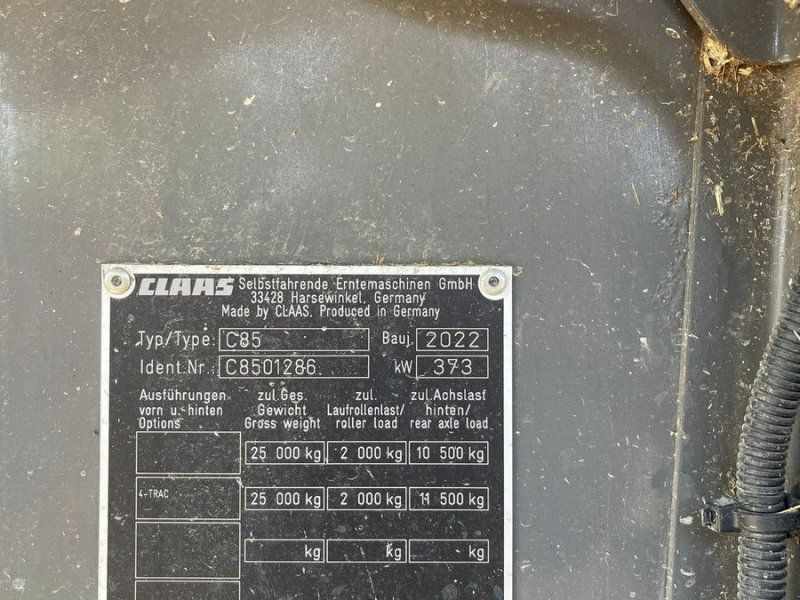 CLAAS Selbstfahrende Erntemaschinen GmbH
33428 Harsewinkel, Germany
Made by CLAAS, Produced in Germany
Typ/Type: C85 Bauj. 2022
Ident.Nr.: C8501286 kW 373
Ausführungen zul.Ges. zul. zul.Achslast
vorn u. hinten Gewicht Laufrollenlast/ hinten/
Options Gross weight roller load rear axle load
25 000 kg 2 000 kg 10 500 kg
4-TRAC 25 000 kg 2 000 kg 11 500 kg
kg kg kg